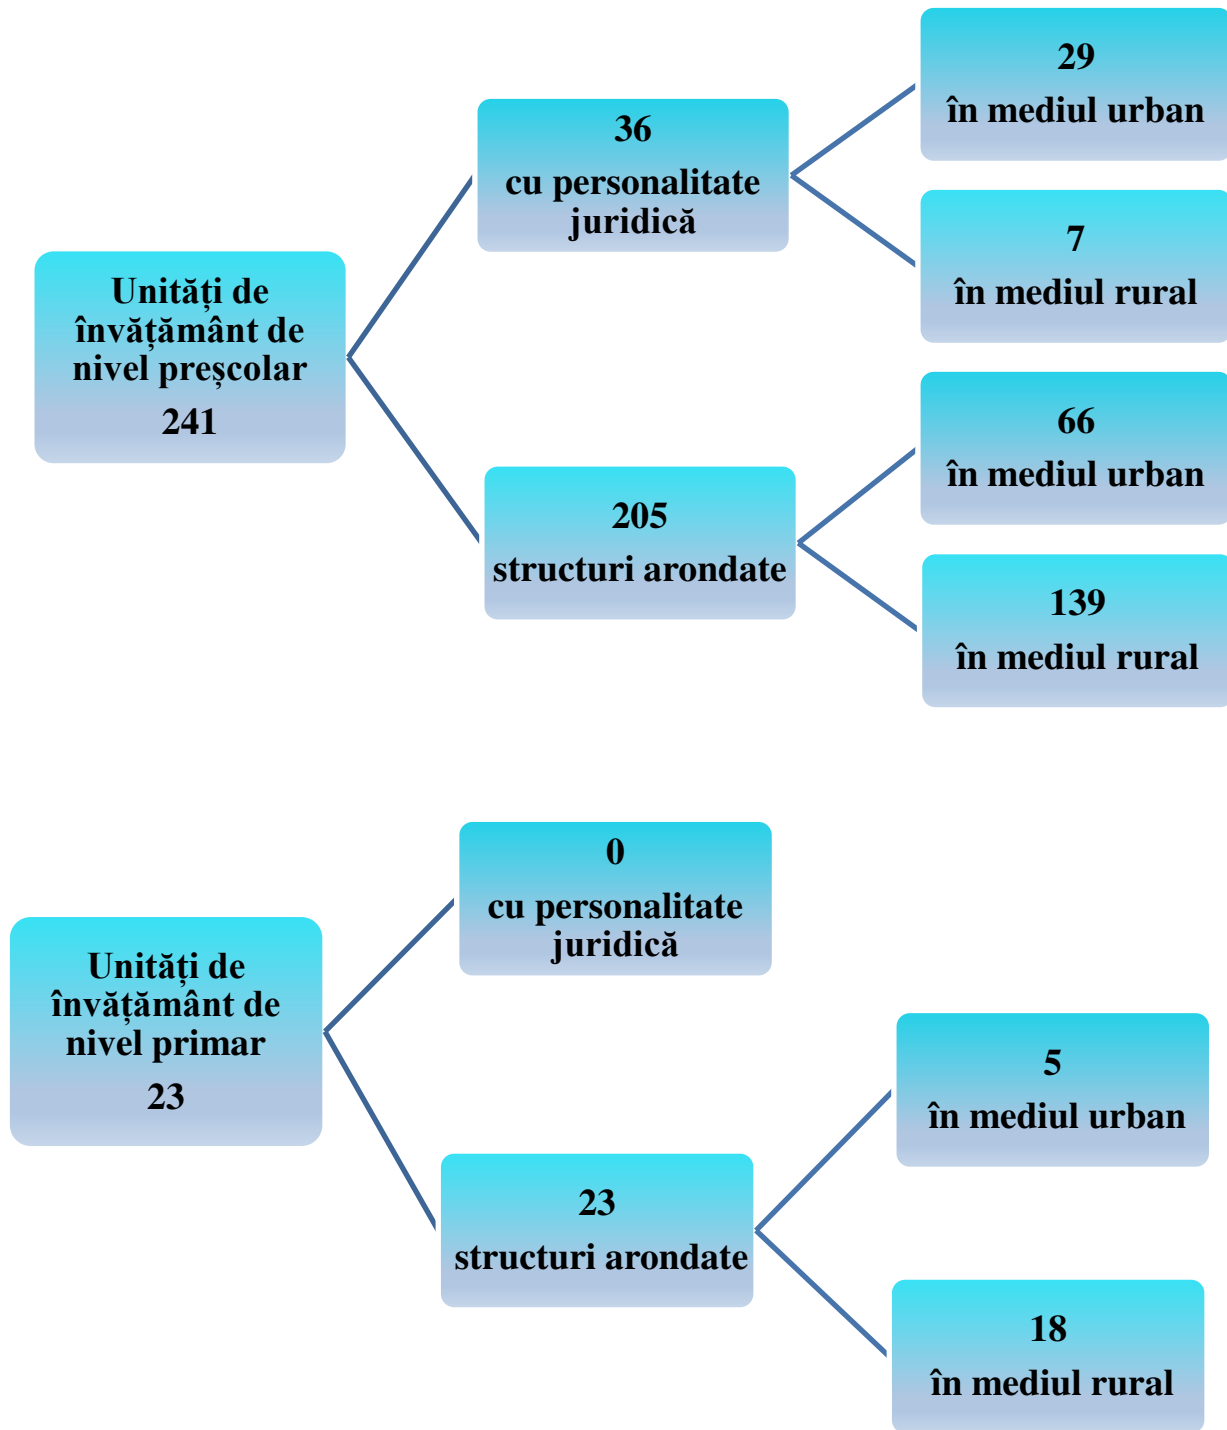 Unități de
învățământ de
nivel preșcolar
241
36
cu personalitate
juridică
29
în mediul urban
7
în mediul rural
205
structuri arondate
66
în mediul urban
139
în mediul rural
Unități de
învățământ de
nivel primar
23
0
cu personalitate
juridică
23
structuri arondate
5
în mediul urban
18
în mediul rural